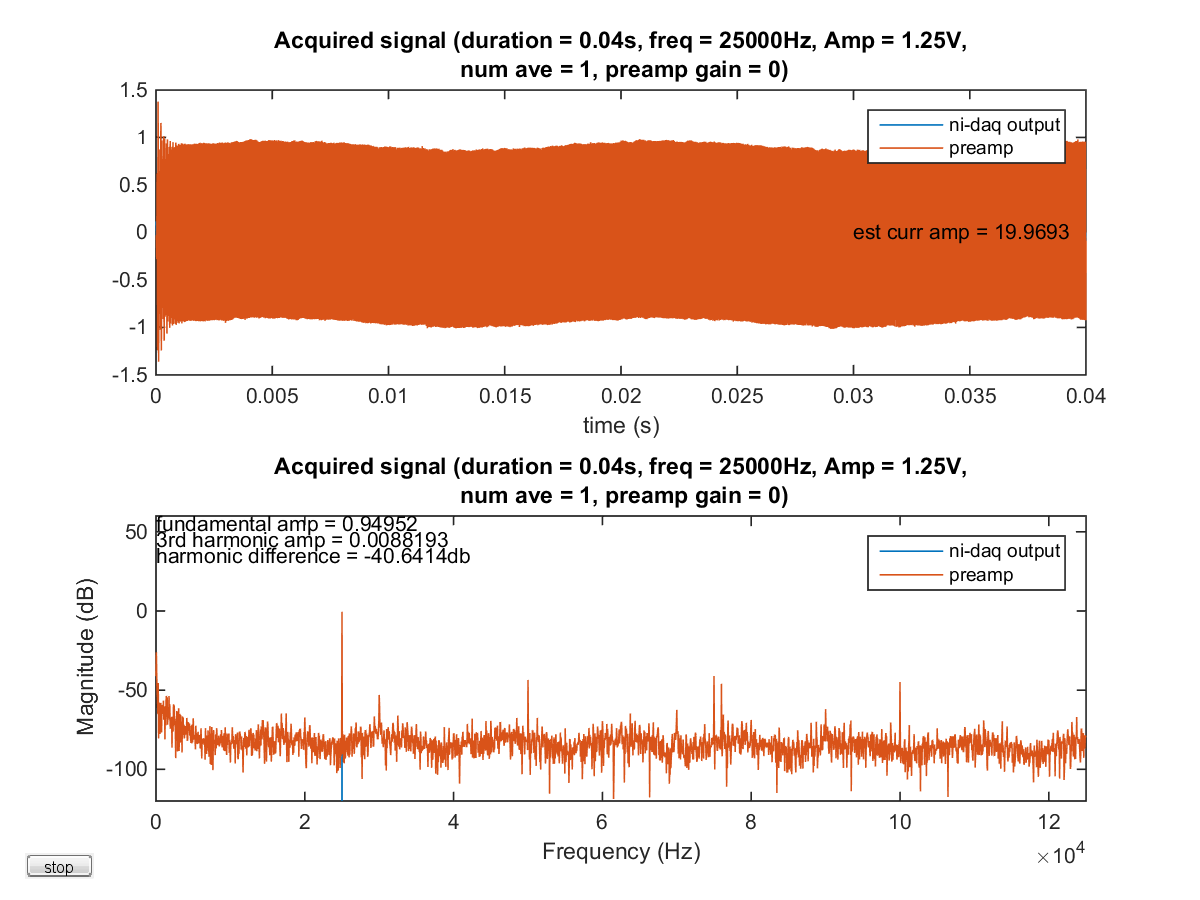 Acquired signal (duration = 0.04s, freq = 25000Hz, Amp = 1.25V,
num ave = 1, preamp gain = 0)
1.5
1
0.5
0
-0.5
-1
-1.5
ni-daq output
preamp
est curr amp = 19.9693
0 0.005 0.01 0.015 0.02 0.025 0.03 0.035 0.04
time (s)
Acquired signal (duration = 0.04s, freq = 25000Hz, Amp = 1.25V,
num ave = 1, preamp gain = 0)
fundamental amp = 0.94952
3rd harmonic amp = 0.0088193
harmonic difference = -40.6414db
ni-daq output
preamp
50
0
-50
-100
Magnitude (dB)
0 2 4 6 8 10 12
×10⁴
Frequency (Hz)
stop